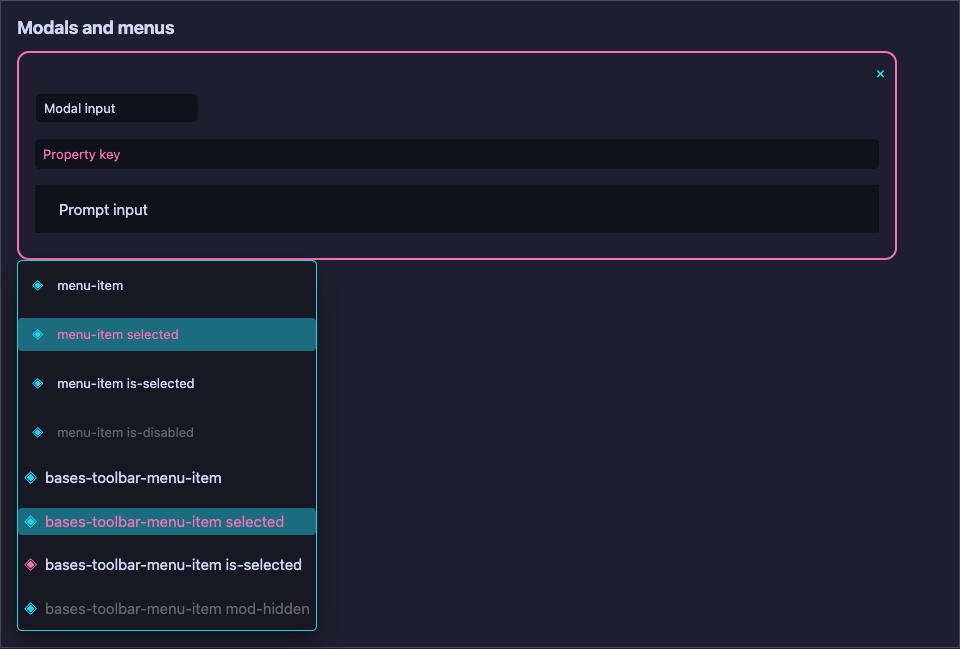 Modals and menus
Modal input
Property key
Prompt input
menu-item
menu-item selected
menu-item is-selected
menu-item is-disabled
bases-toolbar-menu-item
bases-toolbar-menu-item selected
bases-toolbar-menu-item is-selected
bases-toolbar-menu-item mod-hidden